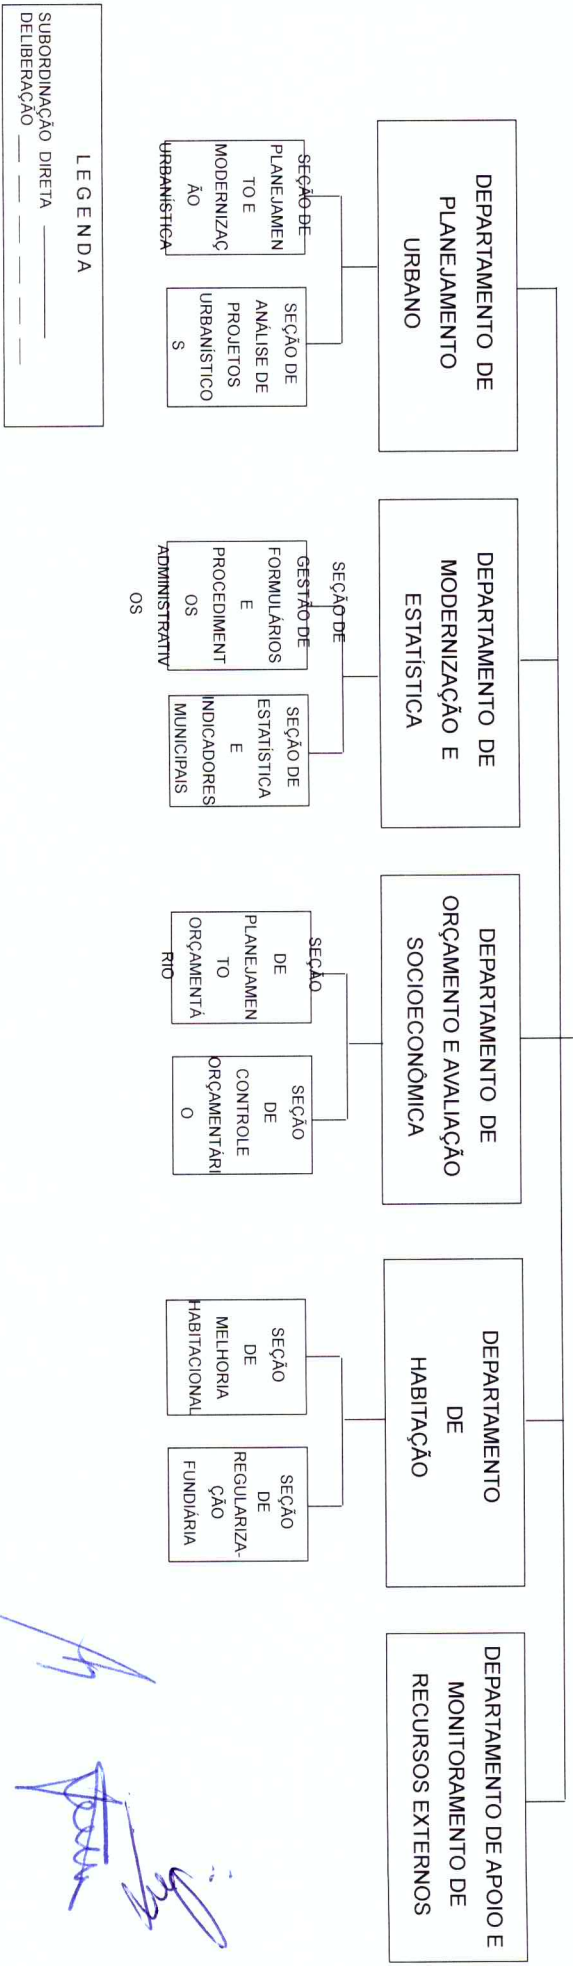 DEPARTAMENTO DE
PLANEJAMENTO
URBANO
SEÇÃO DE
PLANEJAMEN
TO E
MODERNIZAÇ
ÃO
URBANÍSTICA
SEÇÃO DE
ANÁLISE DE
PROJETOS
URBANÍSTICO
S
DEPARTAMENTO DE
MODERNIZAÇÃO E
ESTATÍSTICA
SEÇÃO DE
GESTÃO DE
FORMULÁRIOS
E
PROCEDIMENT
OS
ADMINISTRATIV
OS
SEÇÃO DE
ESTATÍSTICA
E
INDICADORES
MUNICIPAIS
DEPARTAMENTO DE
ORÇAMENTO E AVALIAÇÃO
SOCIOECONÔMICA
SEÇÃO
DE
PLANEJAMEN
TO
ORÇAMENTÁ
RIO
SEÇÃO
DE
CONTROLE
ORÇAMENTÁRI
O
DEPARTAMENTO
DE
HABITAÇÃO
SEÇÃO
DE
MELHORIA
HABITACIONAL
SEÇÃO
DE
REGULARIZA-
ÇÃO
FUNDIÁRIA
DEPARTAMENTO DE APOIO E
MONITORAMENTO DE
RECURSOS EXTERNOS
LEGENDA
SUBORDINAÇÃO DIRETA
DELIBERAÇÃO